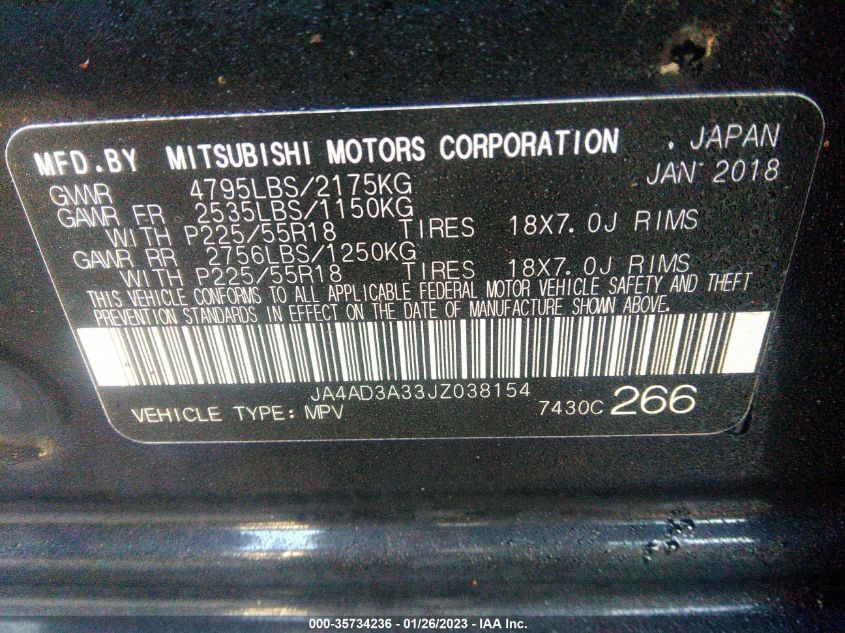 MFD.BY MITSUBISHI MOTORS CORPORATION . JAPAN
GVWR 4795LBS/2175KG JAN 2018
GAWR FR 2535LBS/1150KG
WITH P225/55R18 TIRES 18X7.0J RIMS
GAWR RR 2756LBS/1250KG
WITH P225/55R18 TIRES 18X7.0J RIMS
THIS VEHICLE CONFORMS TO ALL APPLICABLE FEDERAL MOTOR VEHICLE SAFETY AND THEFT
PREVENTION STANDARDS IN EFFECT ON THE DATE OF MANUFACTURE SHOWN ABOVE.
JA4AD3A33JZ038154
VEHICLE TYPE: MPV 7430C 266
000-35734236 - 01/26/2023 - IAA Inc.